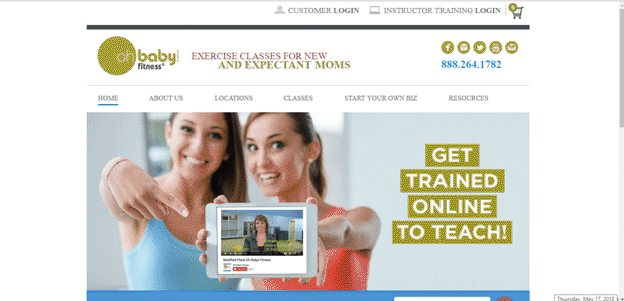 CUSTOMER LOGIN
INSTRUCTOR TRAINING LOGIN
0
oh baby!
fitness®
EXERCISE CLASSES FOR NEW
AND EXPECTANT MOMS
888.264.1782
HOME
ABOUT US
LOCATIONS
CLASSES
START YOUR OWN BIZ
RESOURCES
GET
TRAINED
ONLINE
TO TEACH!
Modified Plank Oh Baby! Fitness
Thursday, May 17, 2018